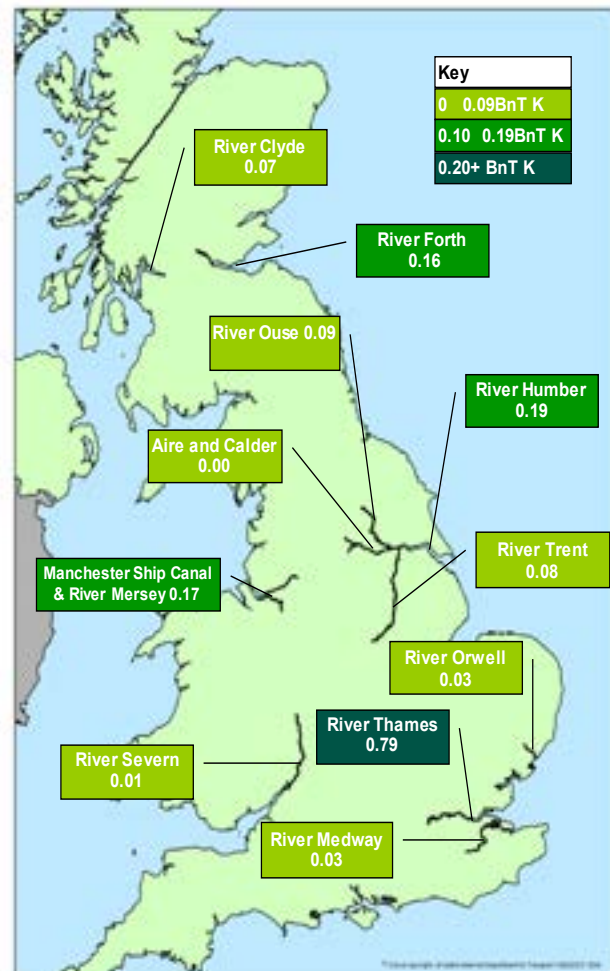 Key
0 0.09BnT K
0.10 0.19BnT K
0.20+ BnT K
River Clyde
0.07
River Forth
0.16
River Ouse 0.09
River Humber
0.19
Aire and Calder
0.00
River Trent
0.08
Manchester Ship Canal
& River Mersey 0.17
River Orwell
0.03
River Thames
0.79
River Severn
0.01
River Medway
0.03